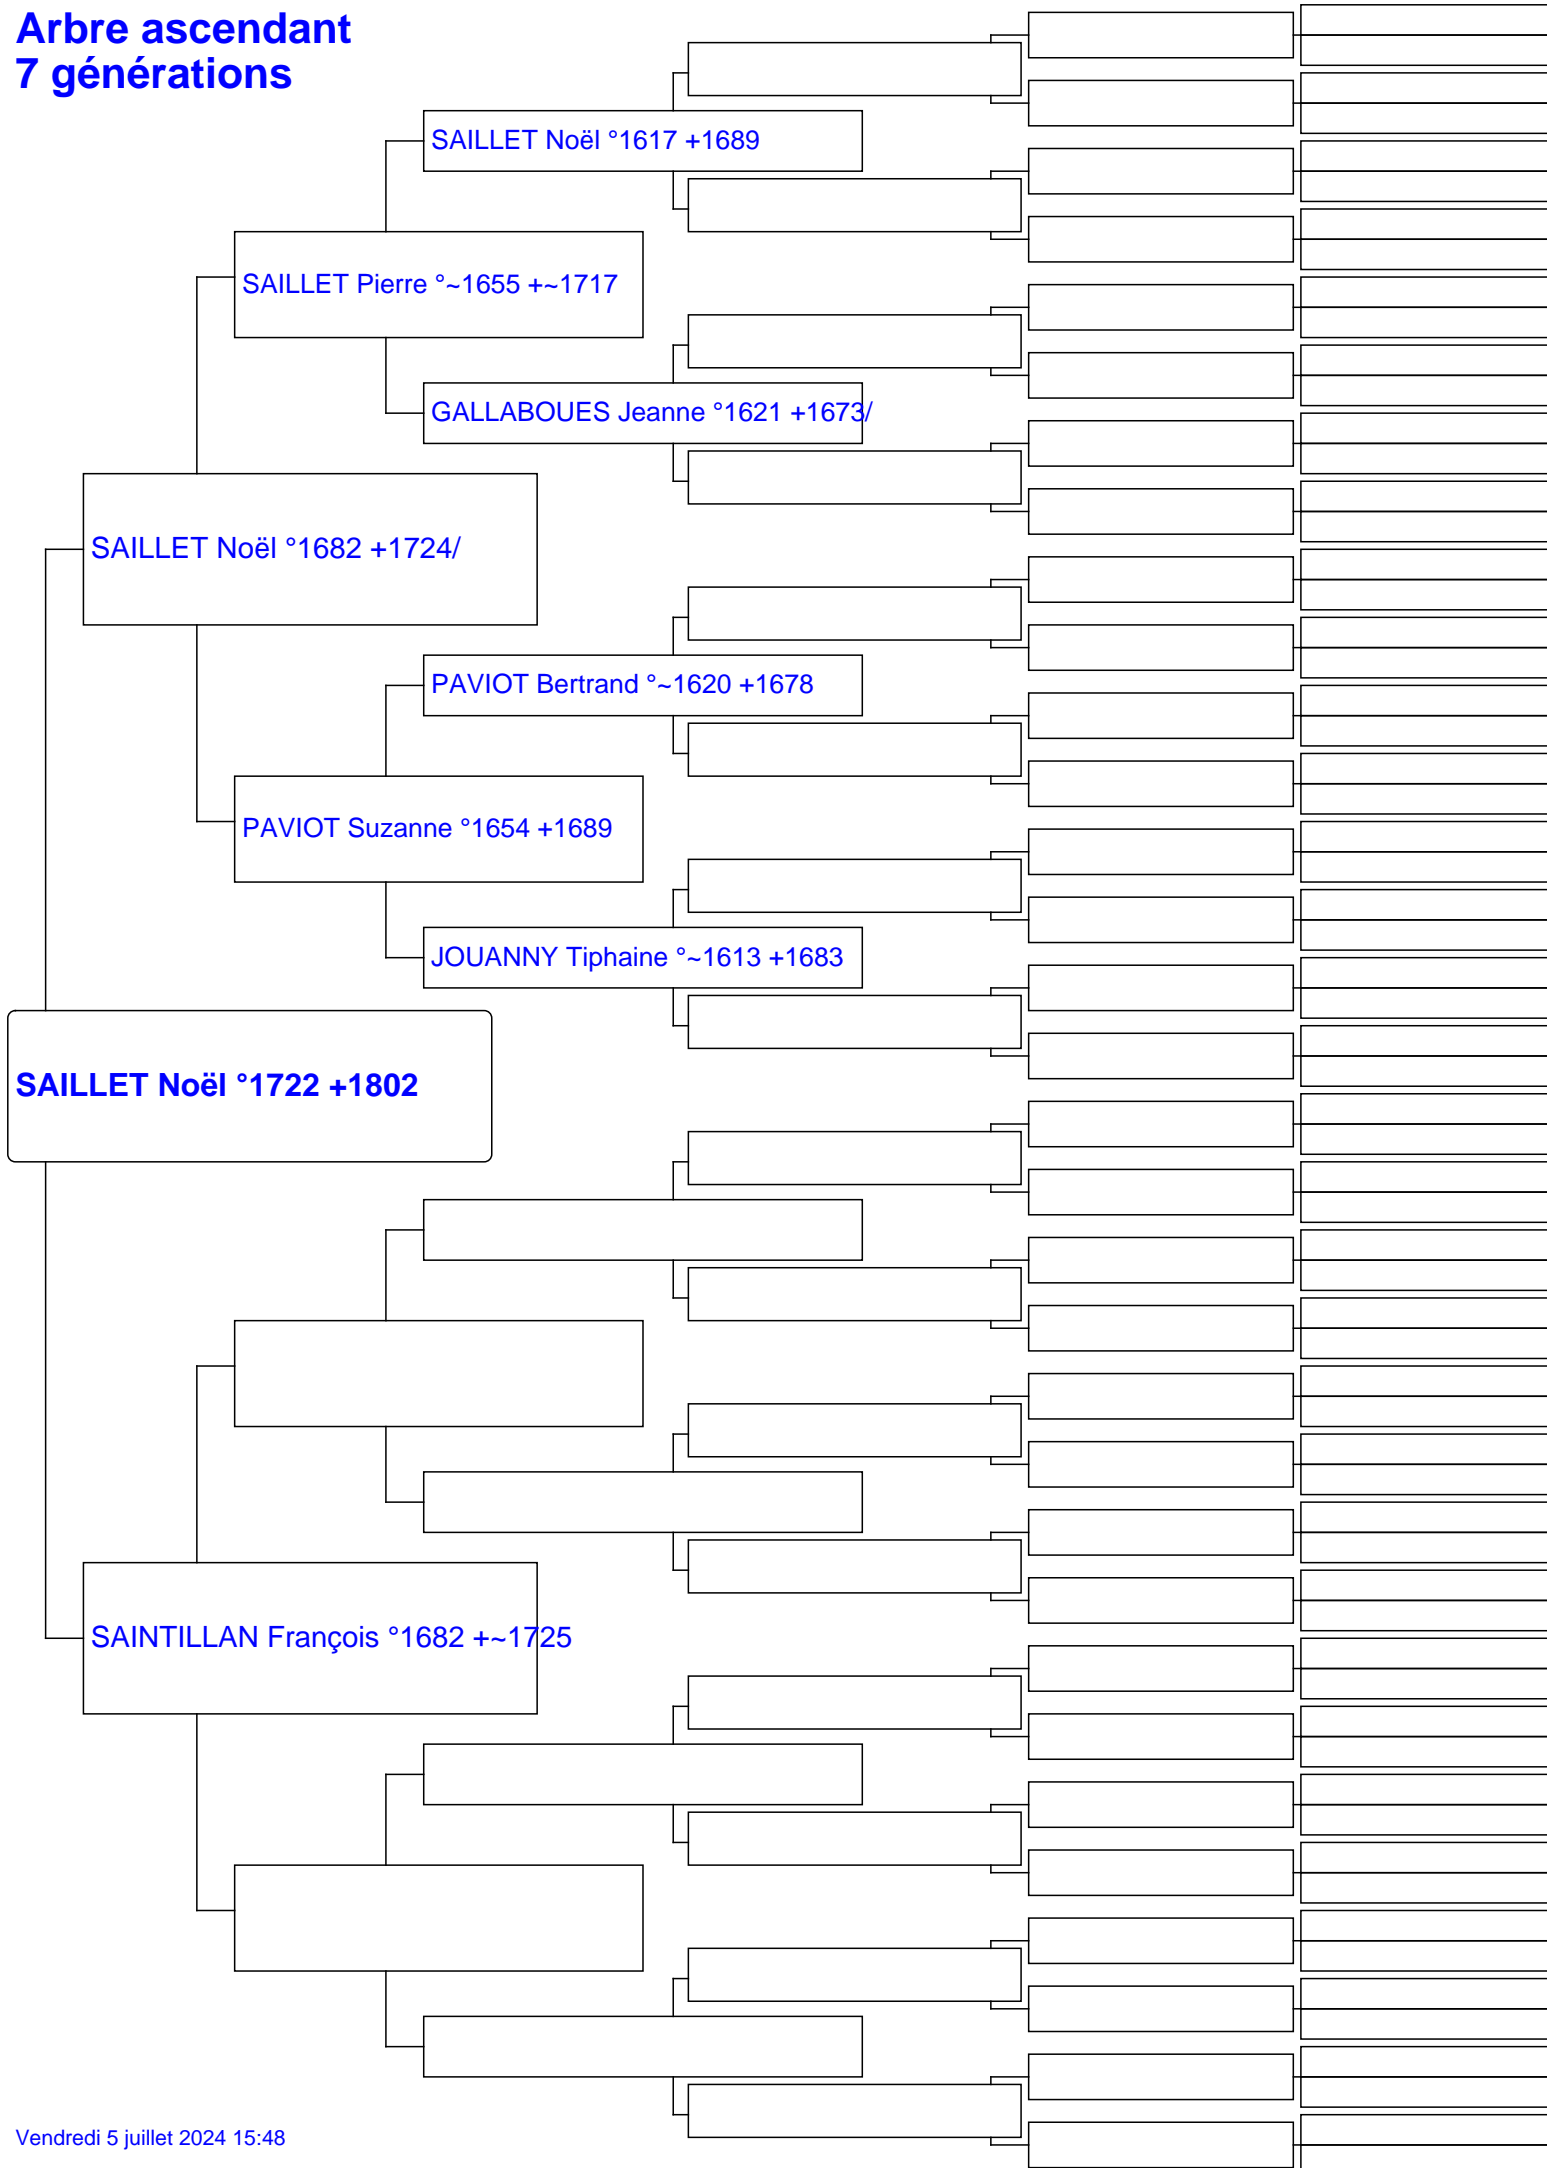 Arbre ascendant
7 générations
SAILLET Noël °1617 +1689
SAILLET Pierre °~1655 +~1717
GALLABOUES Jeanne °1621 +1673/
SAILLET Noël °1682 +1724/
PAVIOT Bertrand °~1620 +1678
PAVIOT Suzanne °1654 +1689
JOUANNY Tiphaine °~1613 +1683
SAILLET Noël °1722 +1802
SAINTILLAN François °1682 +~1725
Vendredi 5 juillet 2024 15:48